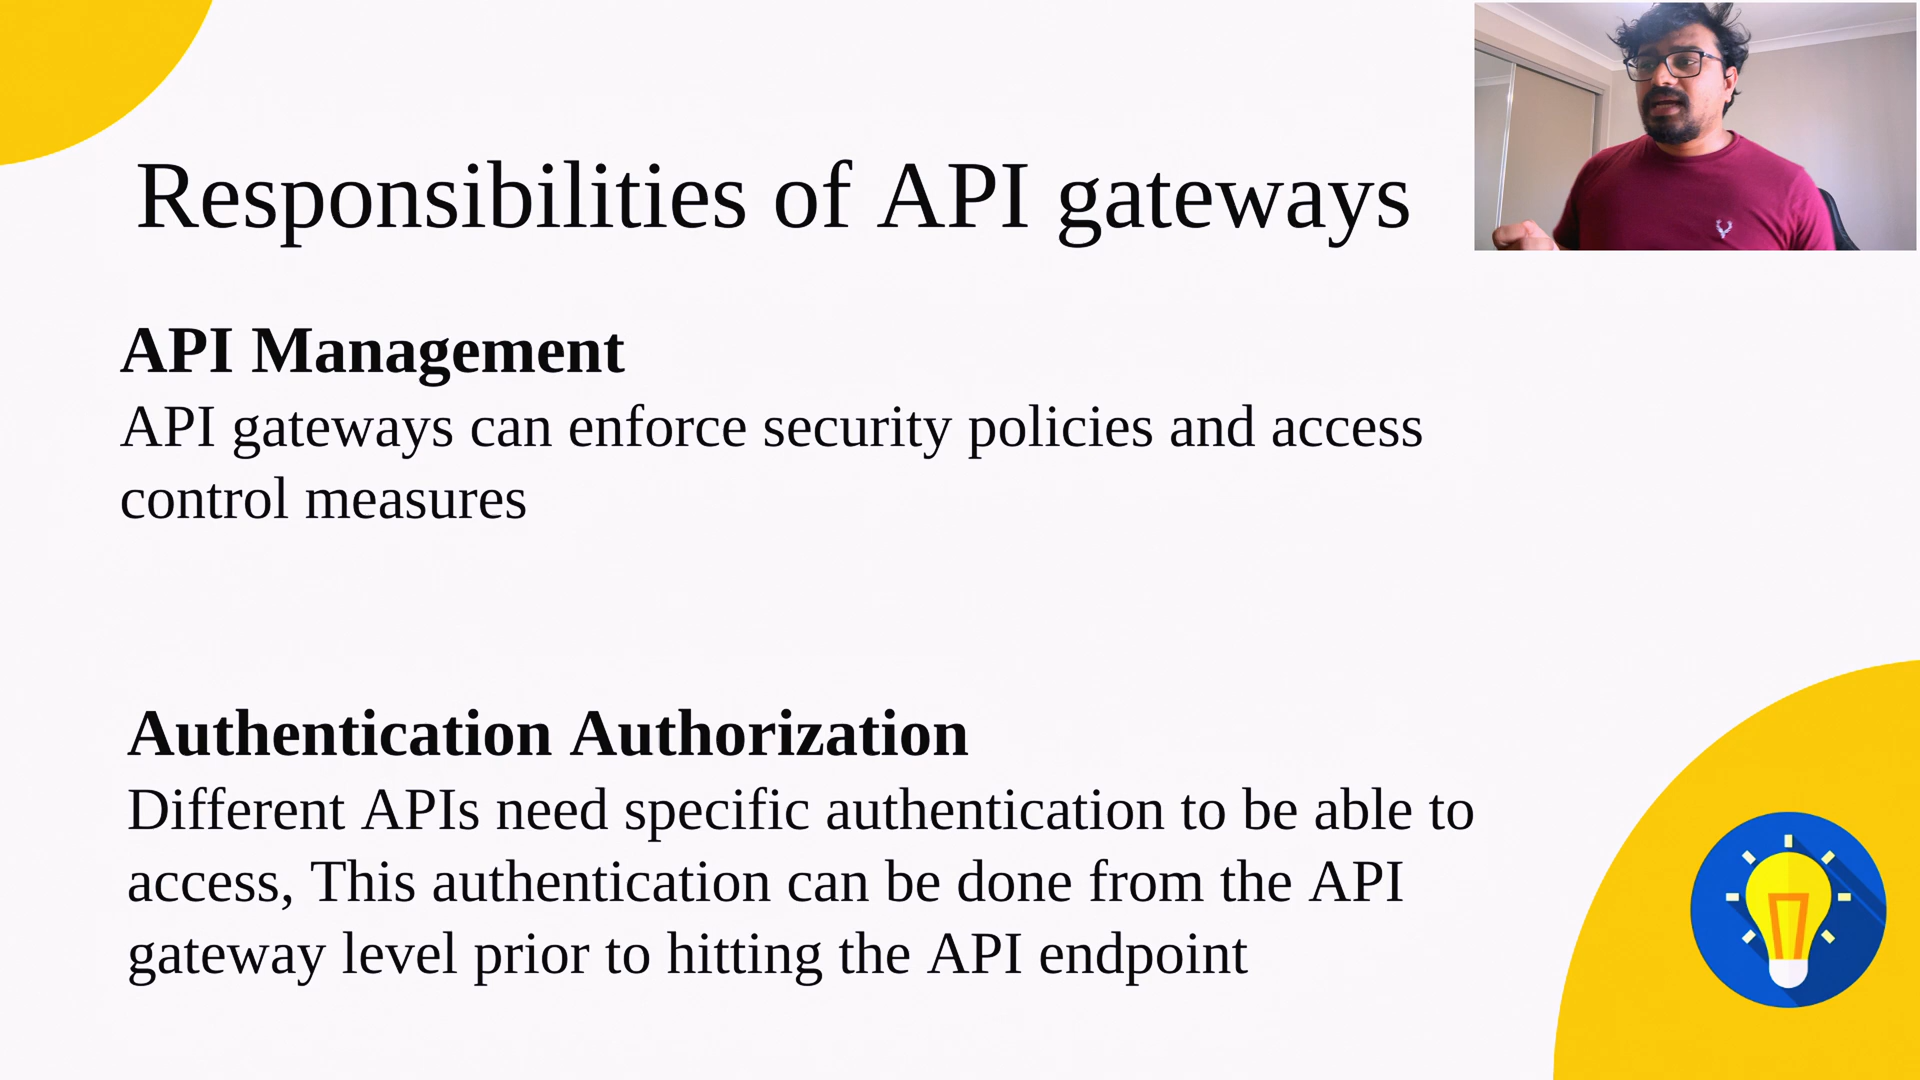 Responsibilities of API gateways
API Management
API gateways can enforce security policies and access
control measures
Authentication Authorization
Different APIs need specific authentication to be able to
access, This authentication can be done from the API
gateway level prior to hitting the API endpoint